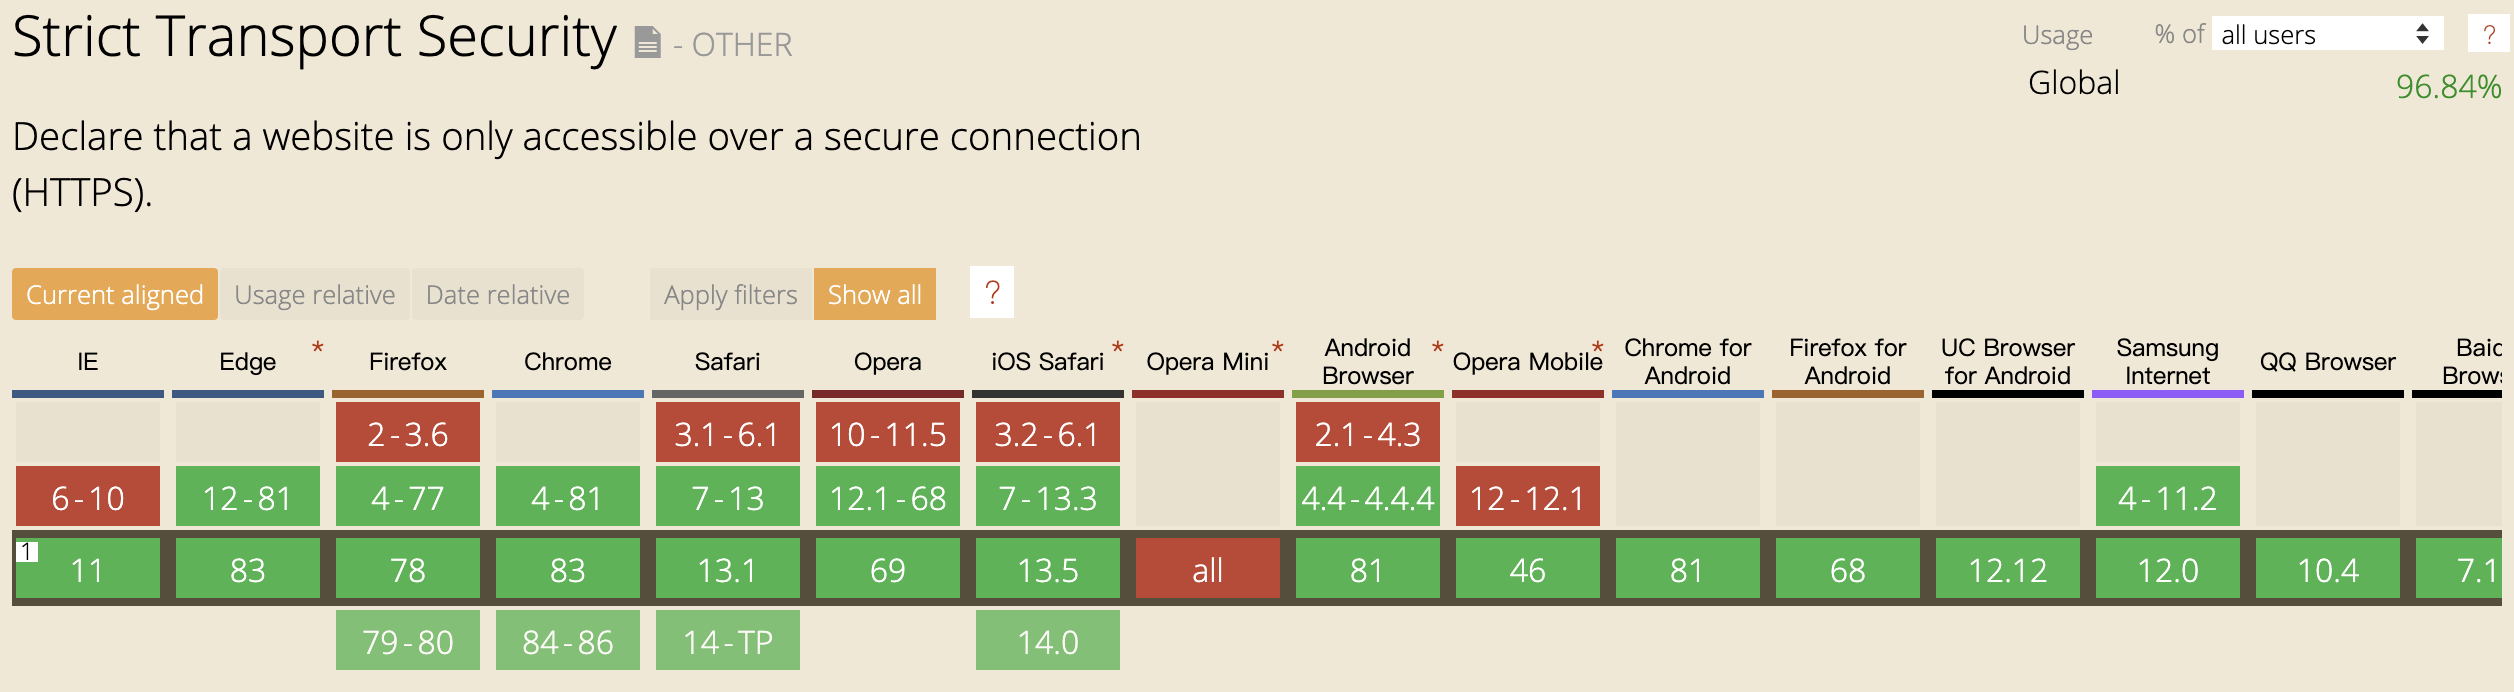 Strict Transport Security - OTHER
Usage % of all users ?
Global 96.84%
Declare that a website is only accessible over a secure connection
(HTTPS).
Current aligned Usage relative Date relative Apply filters Show all ?
IE Edge * Firefox Chrome Safari Opera iOS Safari * Opera Mini * Android Browser * Opera Mobile * Chrome for Android Firefox for Android UC Browser for Android Samsung Internet QQ Browser
2-3.6 3.1-6.1 10-11.5 3.2-6.1 2.1-4.3
6-10 12-81 4-77 4-81 7-13 12.1-68 7-13.3 4.4-4.4.4 12-12.1 4-11.2
1 11 83 78 83 13.1 69 13.5 all 81 46 81 68 12.12 12.0 10.4 7.1
79-80 84-86 14-TP 14.0